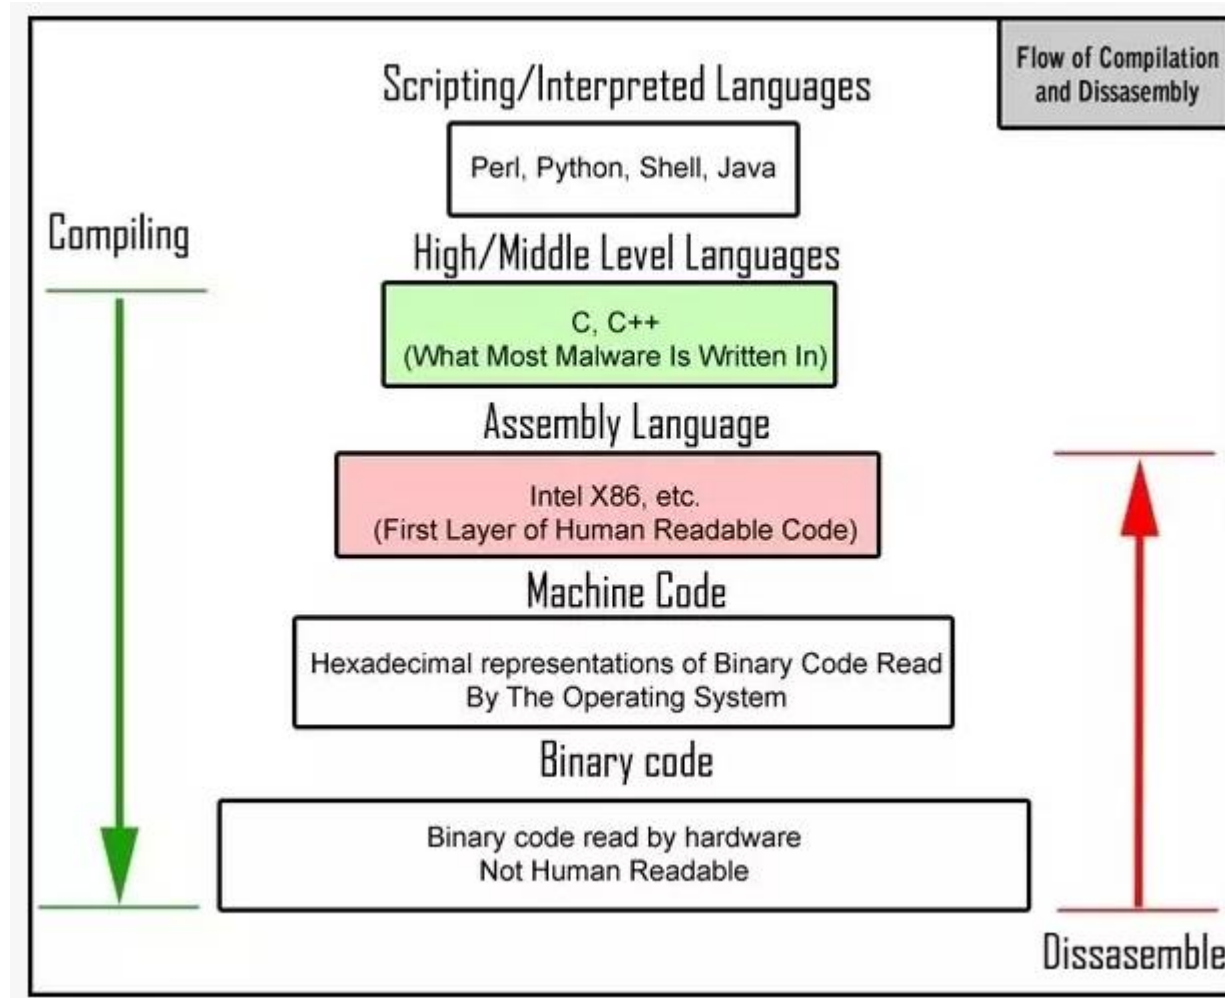 Flow of Compilation
and Dissasembly
Scripting/Interpreted Languages
Perl, Python, Shell, Java
Compiling
High/Middle Level Languages
C, C++
(What Most Malware Is Written In)
Assembly Language
Intel X86, etc.
(First Layer of Human Readable Code)
Machine Code
Hexadecimal representations of Binary Code Read
By The Operating System
Binary code
Binary code read by hardware
Not Human Readable
Dissasemble